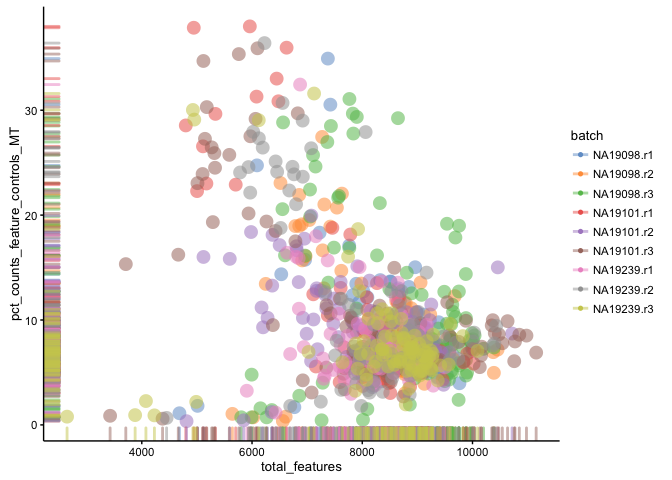 pct_counts_feature_controls_MT
30
20
10
0
4000
6000
8000
10000
total_features
batch
NA19098.r1
NA19098.r2
NA19098.r3
NA19101.r1
NA19101.r2
NA19101.r3
NA19239.r1
NA19239.r2
NA19239.r3